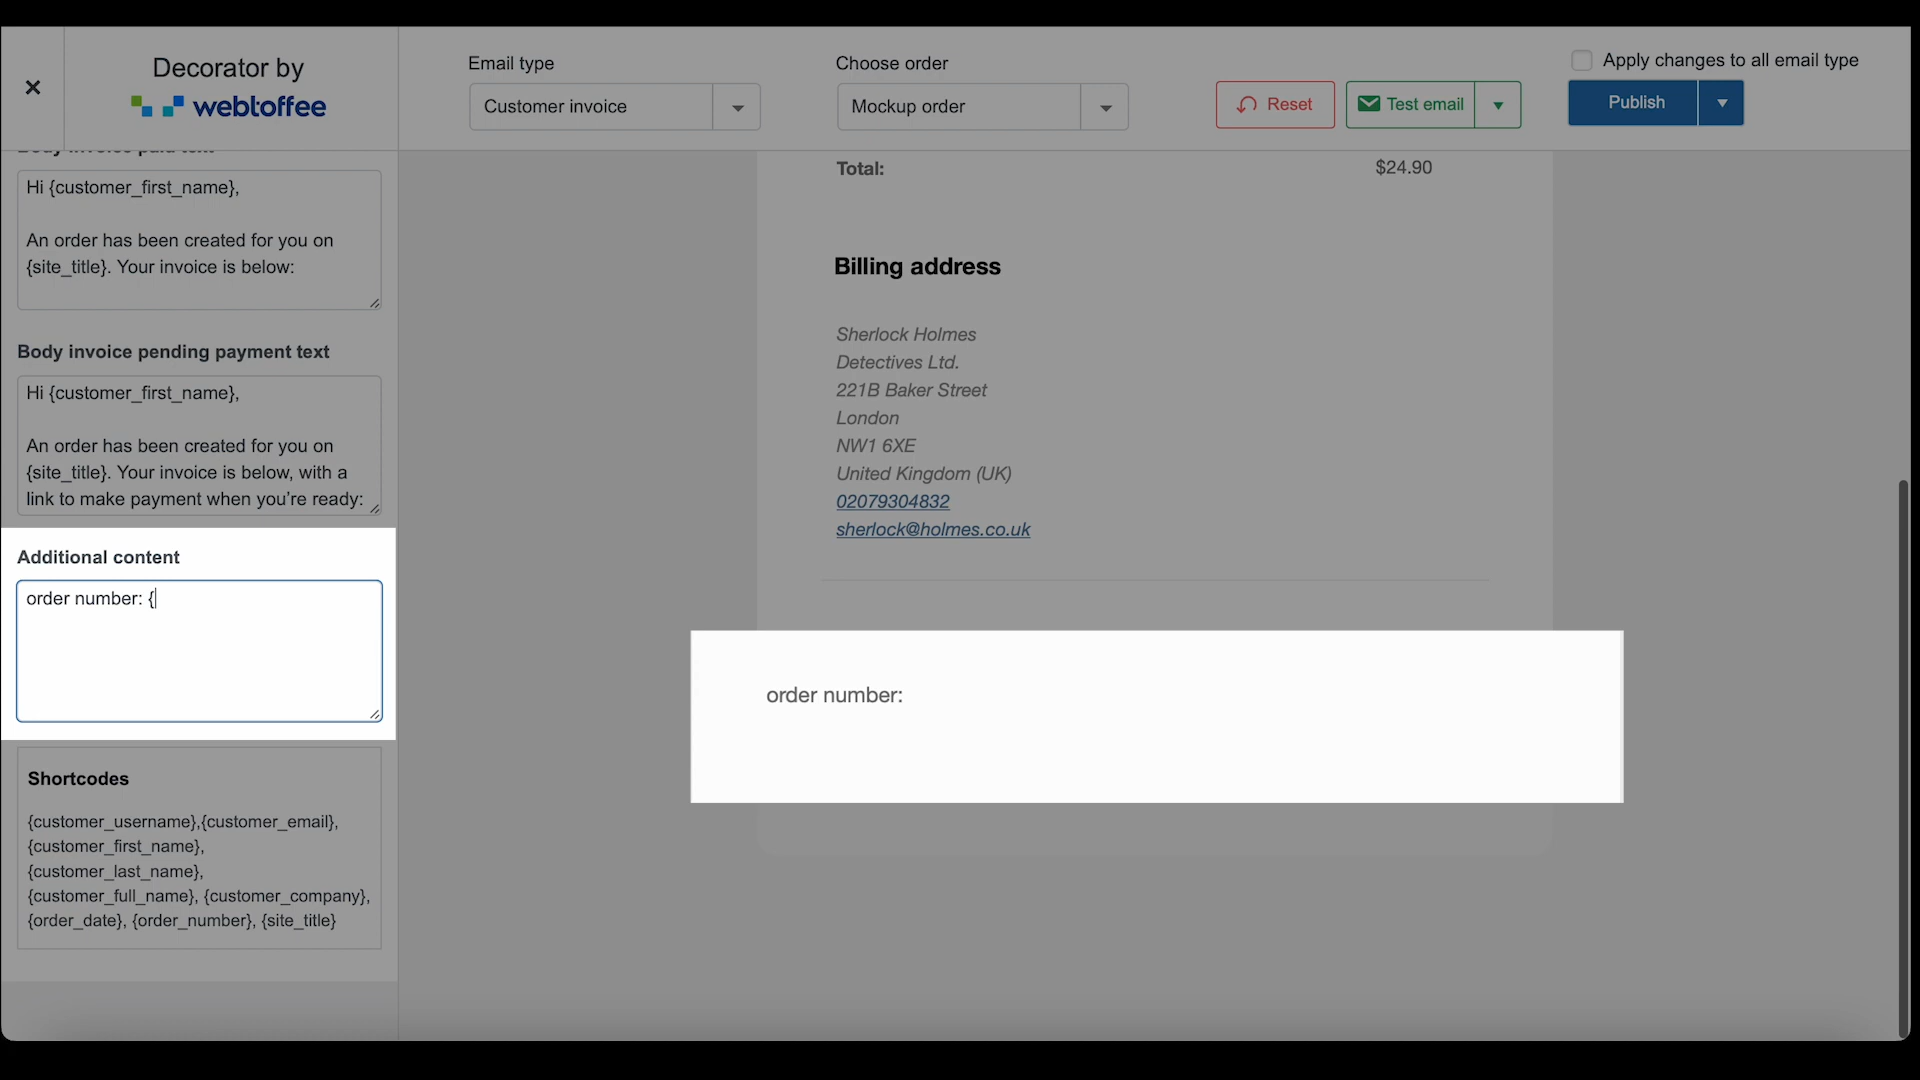 Decorator by
webtoffee
Email type
Customer invoice
Choose order
Mockup order
Reset
Test email
Apply changes to all email type
Publish
Body invoice paid text
Hi {customer_first_name},
An order has been created for you on
{site_title}. Your invoice is below:
Body invoice pending payment text
Hi {customer_first_name},
An order has been created for you on
{site_title}. Your invoice is below, with a
link to make payment when you’re ready:
Additional content
order number: {
Shortcodes
{customer_username},{customer_email},
{customer_first_name},
{customer_last_name},
{customer_full_name}, {customer_company},
{order_date}, {order_number}, {site_title}
Total: $24.90
Billing address
Sherlock Holmes
Detectives Ltd.
221B Baker Street
London
NW1 6XE
United Kingdom (UK)
02079304832
sherlock@holmes.co.uk
order number: